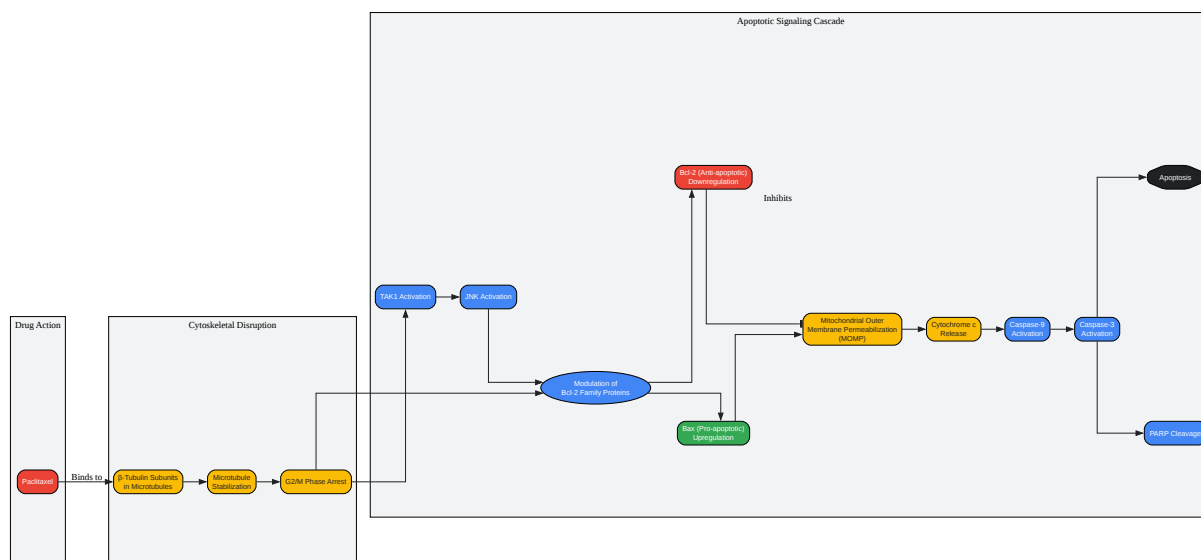 Apoptotic Signaling Cascade
Bcl-2 (Anti-apoptotic)
Downregulation
Inhibits
Apoptosis
TAK1 Activation
JNK Activation
Drug Action
Cytoskeletal Disruption
Mitochondrial Outer
Membrane Permeabilization
(MOMP)
Cytochrome c
Release
Caspase-9
Activation
Caspase-3
Activation
Modulation of
Bcl-2 Family Proteins
Bax (Pro-apoptotic)
Upregulation
PARP Cleavage
Paclitaxel
Binds to
β-Tubulin Subunits
in Microtubules
Microtubule
Stabilization
G2/M Phase Arrest